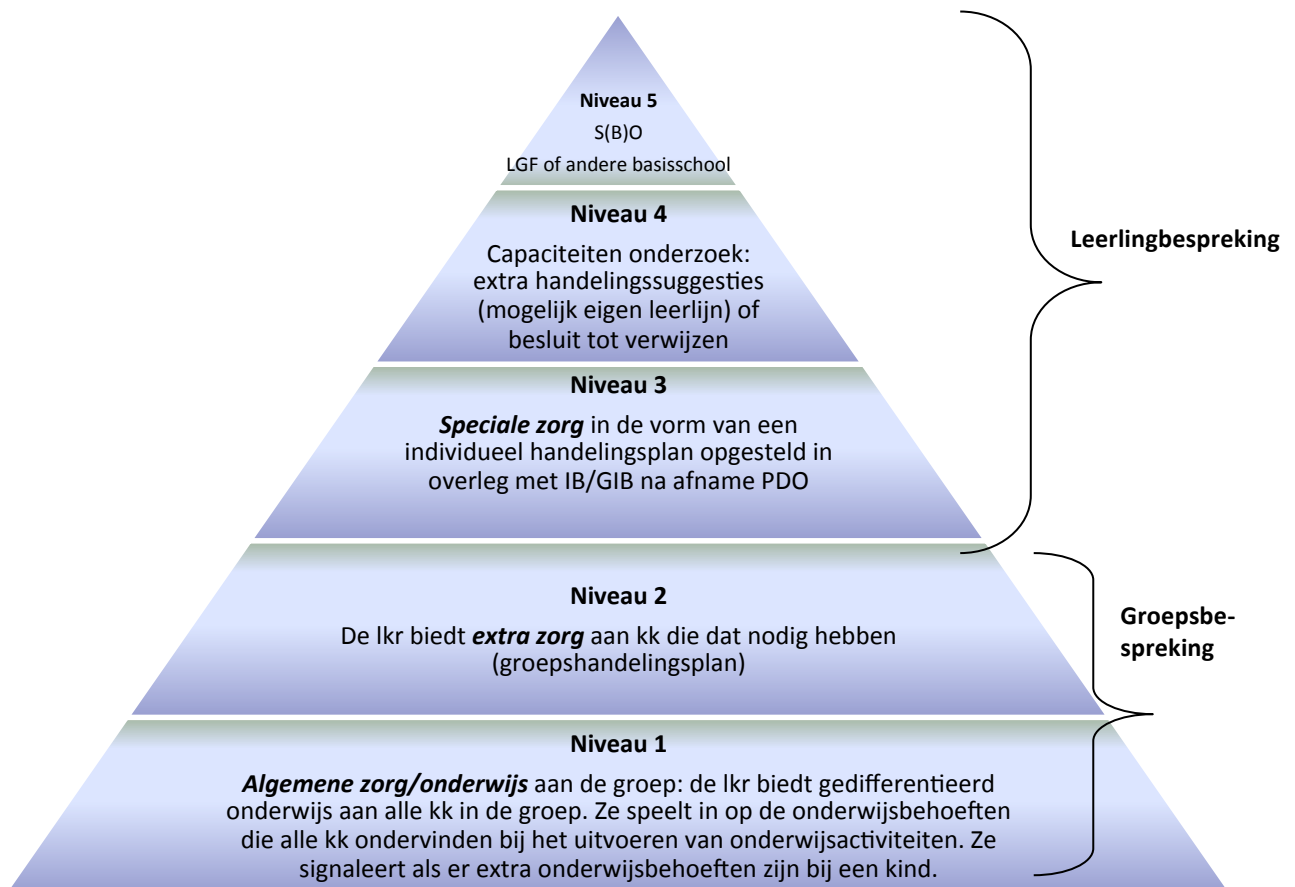 Niveau 5
S(B)O
LGF of andere basisschool
Niveau 4
Capaciteiten onderzoek:
extra handelingssuggesties
(mogelijk eigen leerlijn) of
besluit tot verwijzen
Leerlingbespreking
Niveau 3
Speciale zorg in de vorm van een
individueel handelingsplan opgesteld in
overleg met IB/GIB na afname PDO
Niveau 2
De lkr biedt extra zorg aan kk die dat nodig hebben
(groepshandelingsplan)
Groepsbe-
spreking
Niveau 1
Algemene zorg/onderwijs aan de groep: de lkr biedt gedifferentieerd
onderwijs aan alle kk in de groep. Ze speelt in op de onderwijsbehoeften
die alle kk ondervinden bij het uitvoeren van onderwijsactiviteiten. Ze
signaleert als er extra onderwijsbehoeften zijn bij een kind.